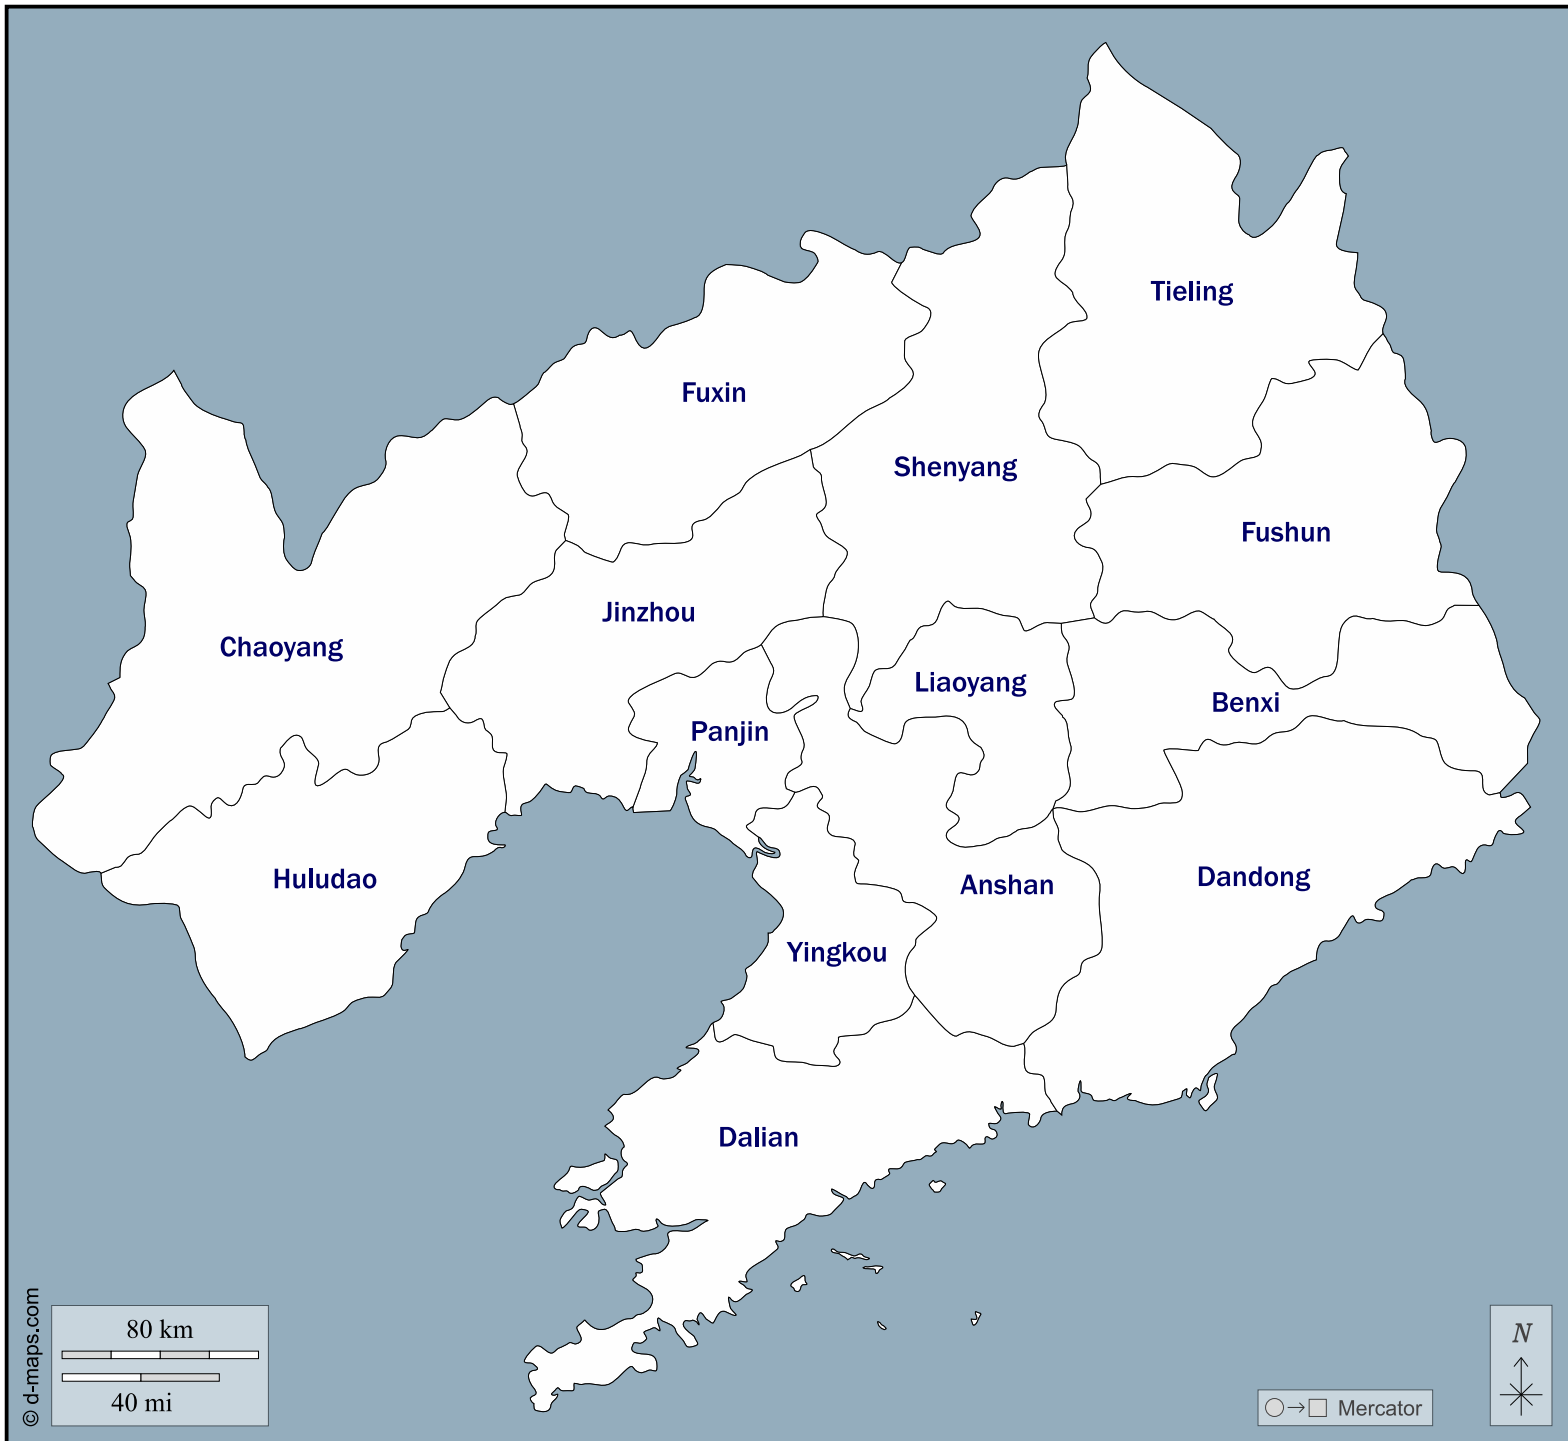 Tieling
Fuxin
Shenyang
Fushun
Jinzhou
Chaoyang
Liaoyang
Benxi
Panjin
Huludao
Anshan
Dandong
Yingkou
Dalian
© d-maps.com
80 km
40 mi
N
Mercator